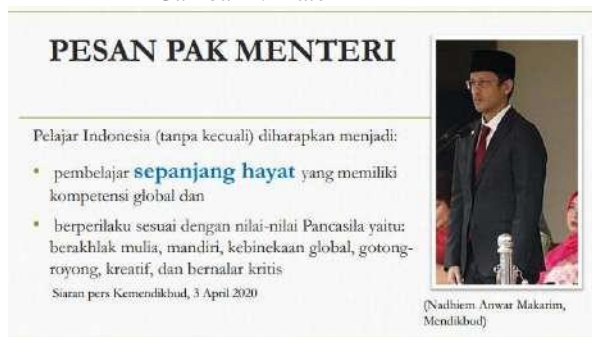 PESAN PAK MENTERI
Pelajar Indonesia (tanpa kecuali) diharapkan menjadi:
• pembelajar sepanjang hayat yang memiliki
kompetensi global dan
• berperilaku sesuai dengan nilai-nilai Pancasila yaitu:
berakhlak mulia, mandiri, kebinekaan global, gotong-
royong, kreatif, dan bernalar kritis
Siaran pers Kemendikbud, 3 April 2020
(Nadhiem Anwar Makarim,
Mendikbud)